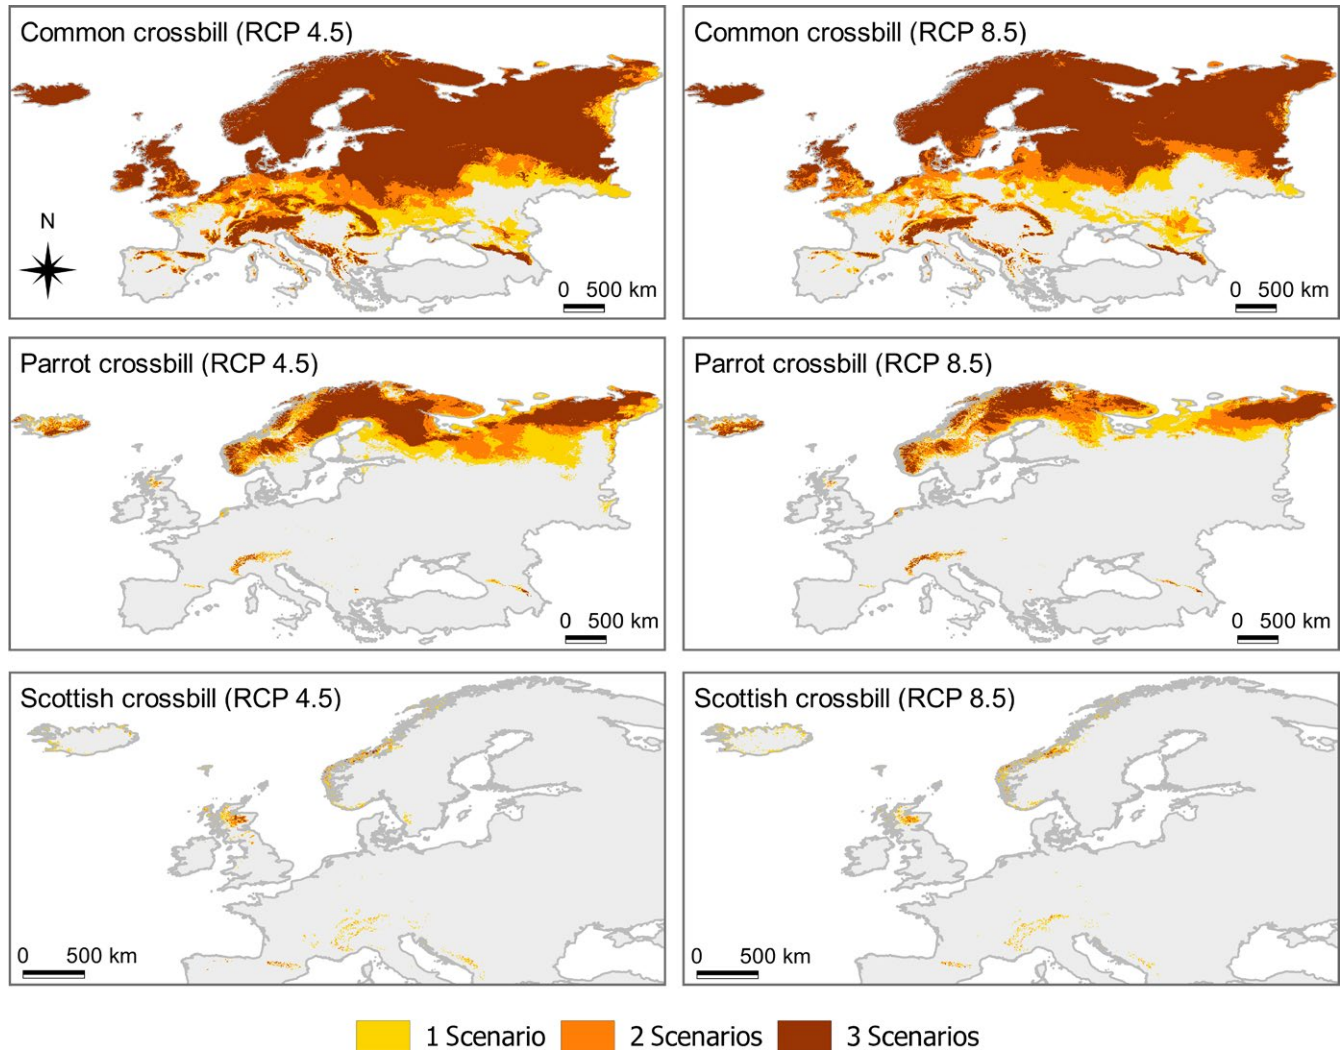 Common crossbill (RCP 4.5)
N
0 500 km
Common crossbill (RCP 8.5)
0 500 km
Parrot crossbill (RCP 4.5)
0 500 km
Parrot crossbill (RCP 8.5)
0 500 km
Scottish crossbill (RCP 4.5)
0 500 km
Scottish crossbill (RCP 8.5)
0 500 km
1 Scenario 2 Scenarios 3 Scenarios